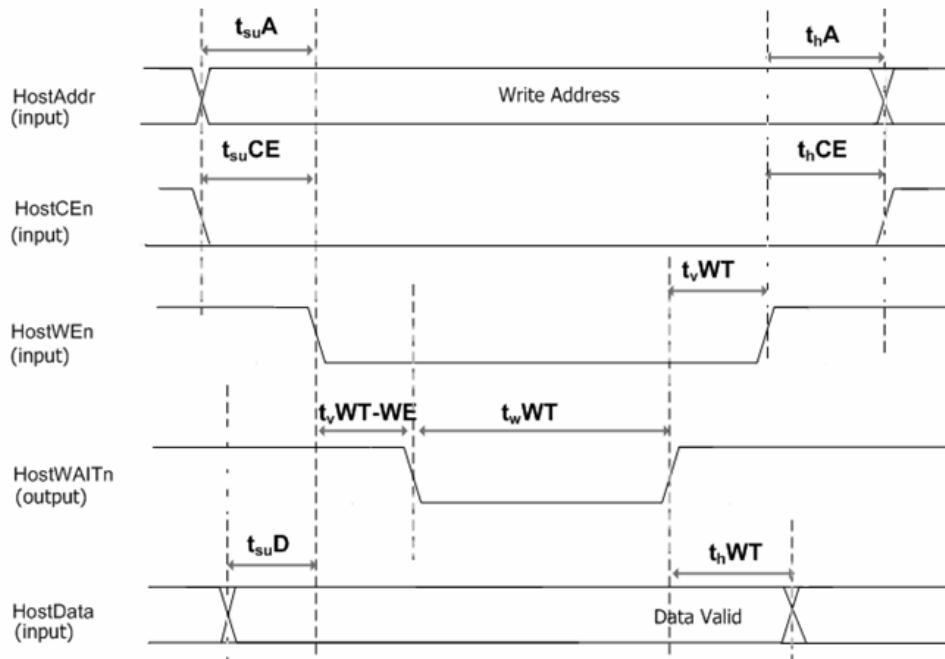 tsuA
thA
HostAddr
(input)
Write Address
tsuCE
thCE
HostCEn
(input)
tvWT
HostWEn
(input)
tvWT-WE
twWT
HostWAITn
(output)
tsuD
thWT
HostData
(input)
Data Valid